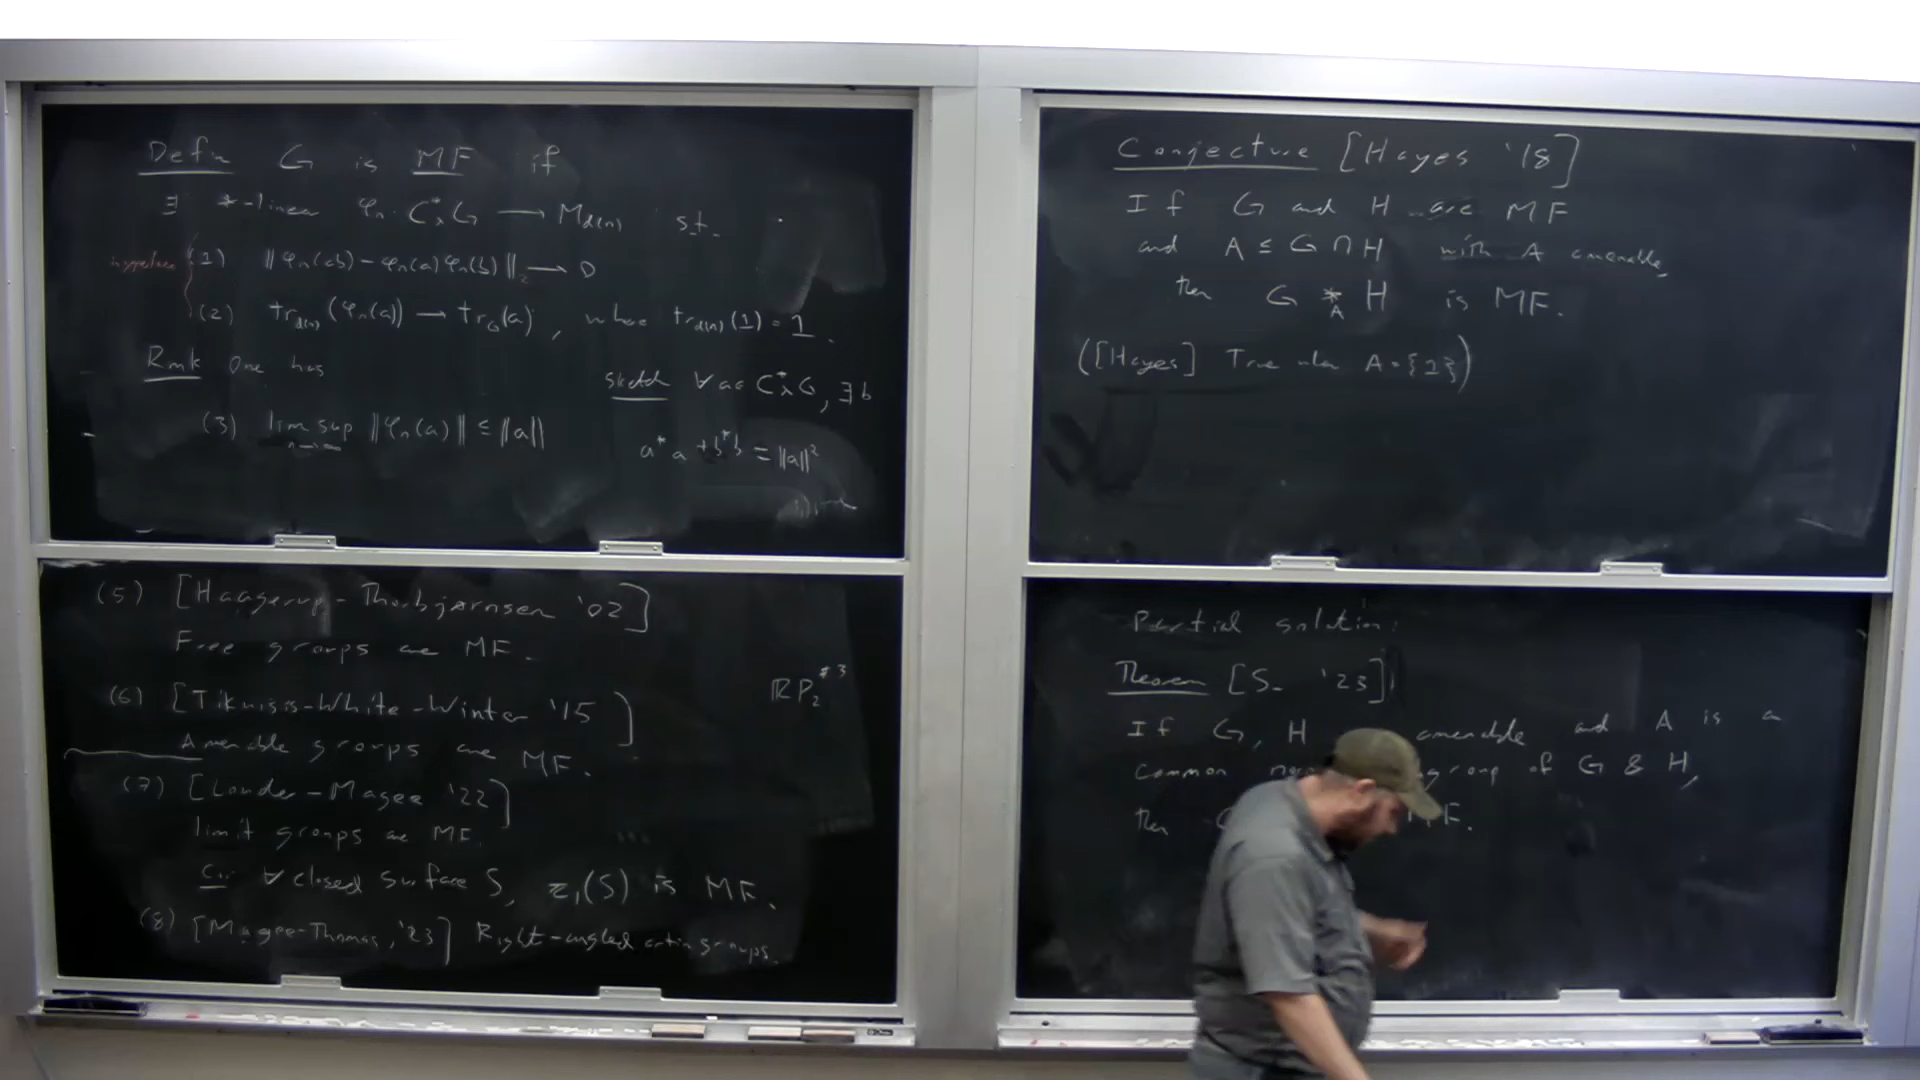 Defn G is MF if
∃ *-linear φn: C*λG → Md(n) s.t.
(1) ||φn(ab) - φn(a)φn(b)||2 → 0
(2) trd(n)(φn(a)) → trG(a), where trd(n)(1) = 1.
Rmk One has
(3) lim sup n→∞ ||φn(a)|| ≤ ||a||
sketch ∀ a ∈ C*λG, ∃ b
a*a + b*b = ||a||²
(5) [Haagerup-Thorbjørnsen '02]
Free groups are MF.
(6) [Tikuisis-White-Winter '15]
Amenable groups are MF.
(7) [Louder-Magee '22]
limit groups are MF.
Cor: ∀ closed surface S, π1(S) is MF.
(8) [Magee-Thomas, '23] Right-angled artin groups.
RP2#3
Conjecture [Hayes '18]
If G and H are MF
and A ≤ G ∩ H with A amenable,
then G *A H is MF.
([Hayes] True when A = {1})
Partial solution:
Theorem [S. '23]
If G, H amenable and A is a
common of G & H,
then MF.